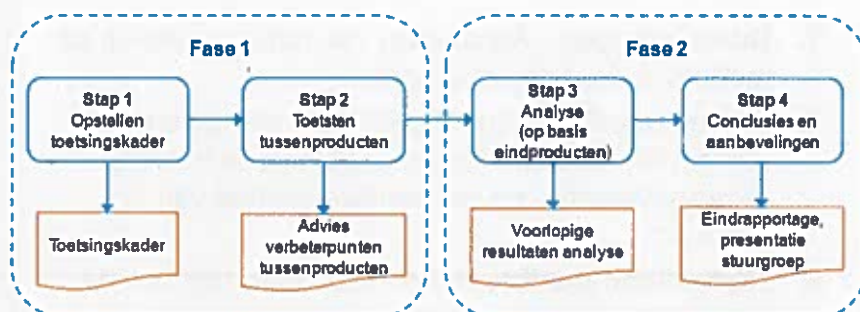 Fase 1
Stap 1
Opstellen
toetsingskader
Stap 2
Toetsten
tussenproducten
Toetsingskader
Advies
verbeterpunten
tussenproducten
Fase 2
Stap 3
Analyse
(op basis
eindproducten)
Stap 4
Conclusies en
aanbevelingen
Voorlopige
resultaten analyse
Eindrapportage,
presentatie
stuurgroep